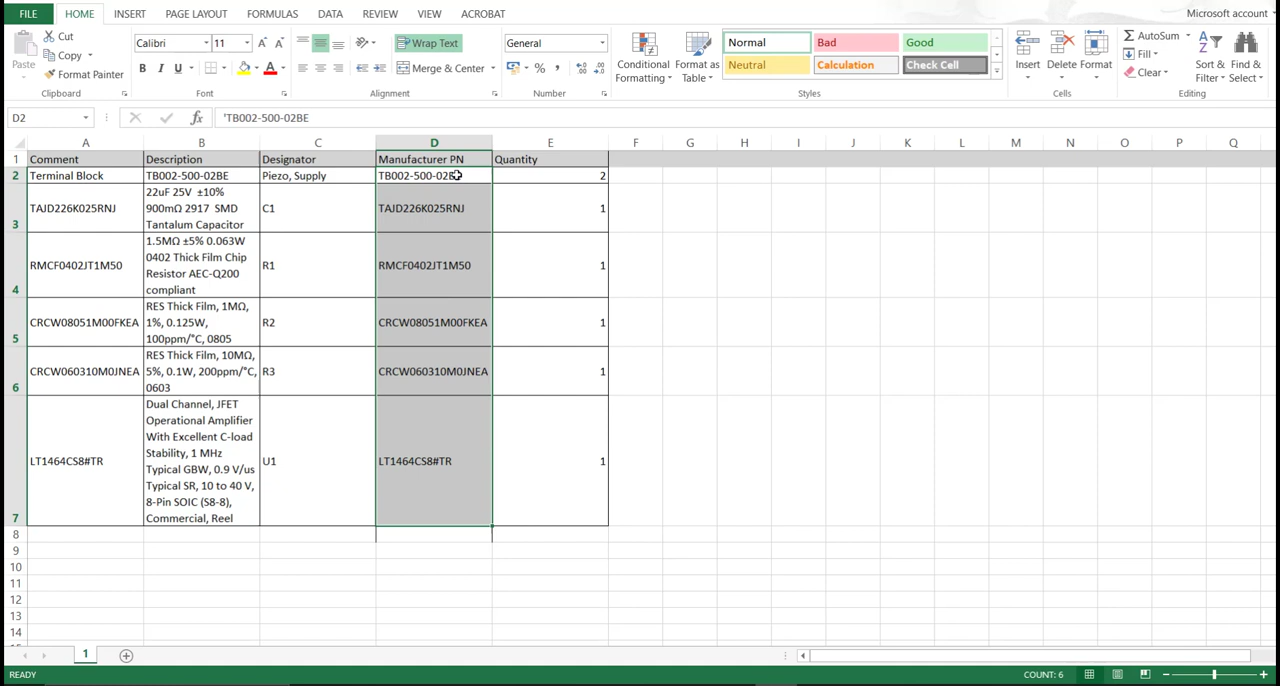 FILE HOME INSERT PAGE LAYOUT FORMULAS DATA REVIEW VIEW ACROBAT Microsoft account
Paste Cut Copy Format Painter Clipboard
Calibri 11 B I U A Font
Wrap Text Merge & Center Alignment
General % , Number
Conditional Formatting Format as Table Normal Bad Good Neutral Calculation Check Cell Styles
Insert Delete Format Cells
AutoSum Fill Clear Sort & Filter Find & Select Editing
D2 fx 'TB002-500-02BE
A B C D E F G H I J K L M N O P Q
1 Comment Description Designator Manufacturer PN Quantity
2 Terminal Block TB002-500-02BE Piezo, Supply TB002-500-02BE 2
22uF 25V ±10%
900mΩ 2917 SMD
Tantalum Capacitor
3 TAJD226K025RNJ C1 TAJD226K025RNJ 1
1.5MΩ ±5% 0.063W
0402 Thick Film Chip
Resistor AEC-Q200
compliant
4 RMCF0402JT1M50 R1 RMCF0402JT1M50 1
RES Thick Film, 1MΩ,
1%, 0.125W,
100ppm/°C, 0805
5 CRCW08051M00FKEA R2 CRCW08051M00FKEA 1
RES Thick Film, 10MΩ,
5%, 0.1W, 200ppm/°C,
0603
6 CRCW060310M0JNEA R3 CRCW060310M0JNEA 1
Dual Channel, JFET
Operational Amplifier
With Excellent C-load
Stability, 1 MHz
Typical GBW, 0.9 V/us
Typical SR, 10 to 40 V,
8-Pin SOIC (S8-8),
Commercial, Reel
7 LT1464CS8#TR U1 LT1464CS8#TR 1
8
9
10
11
12
13
14
1
READY COUNT: 6